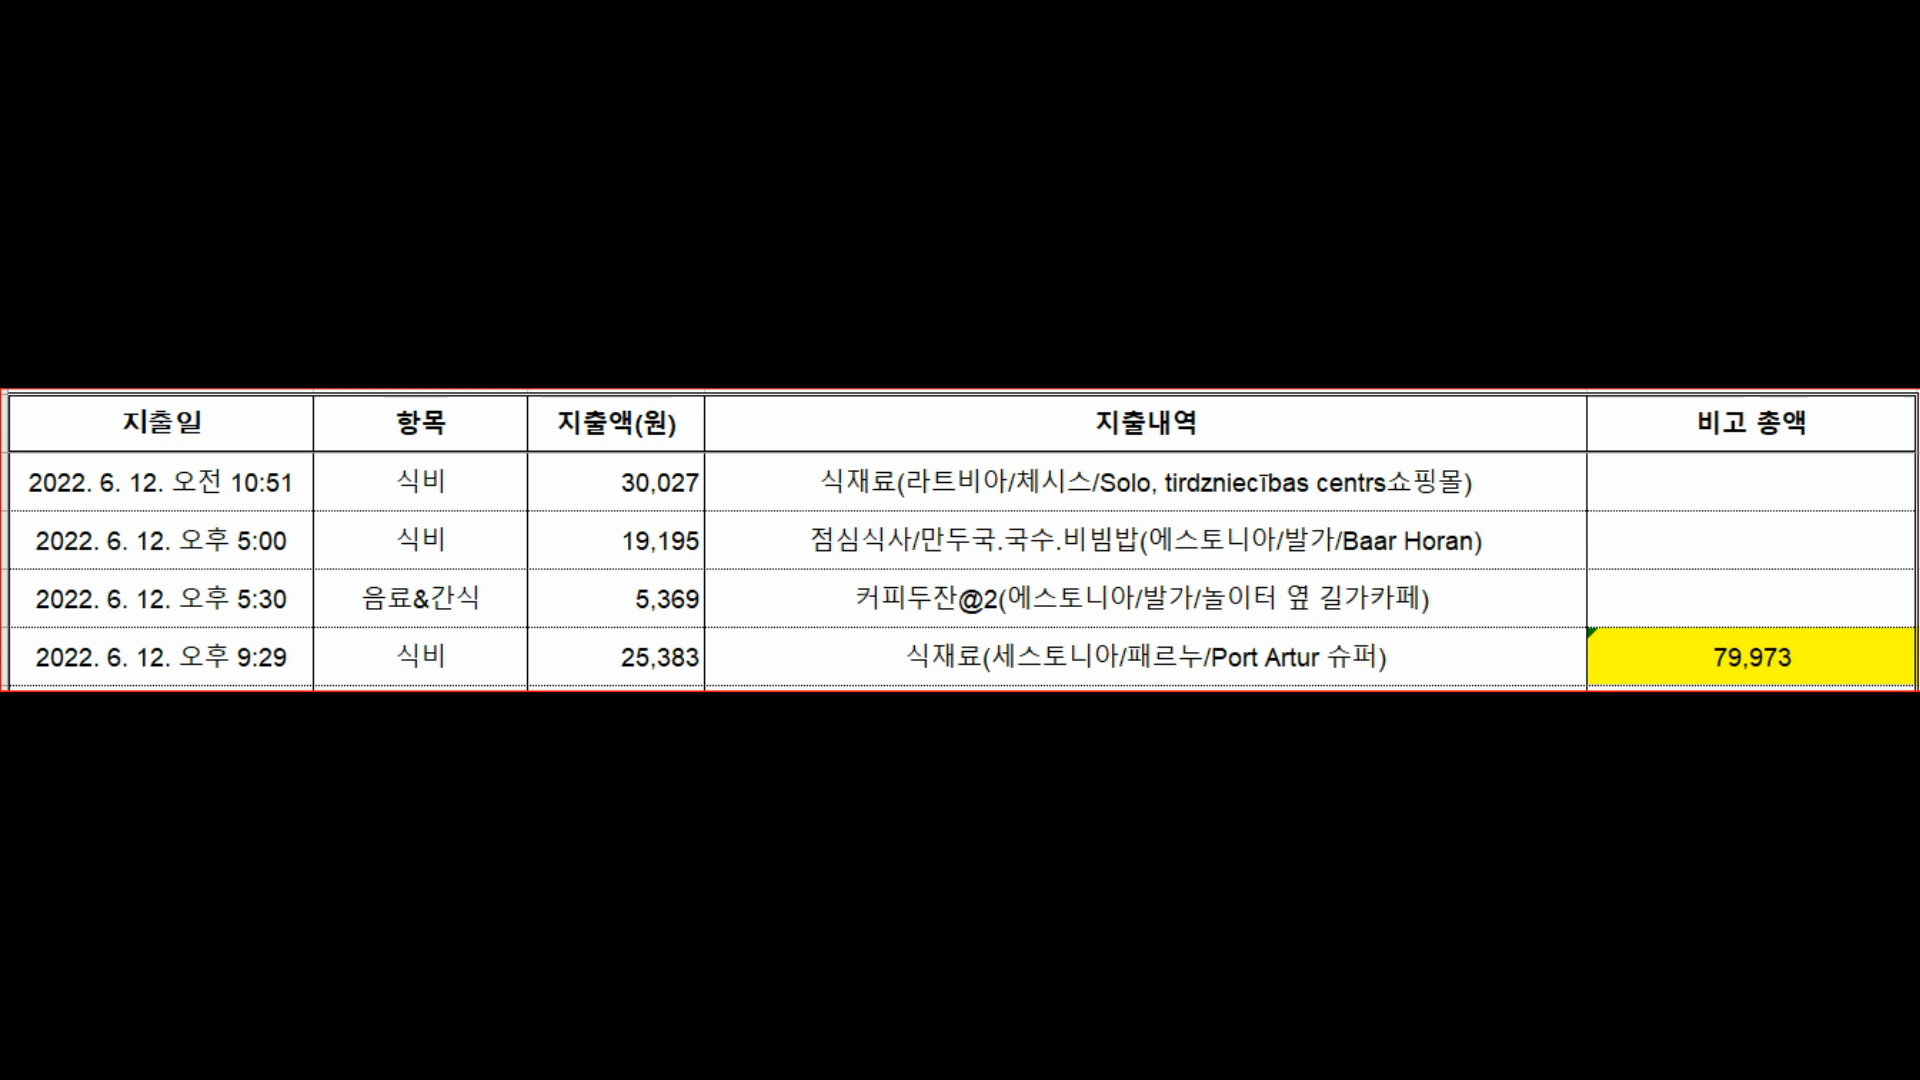 지출일 항목 지출액(원) 지출내역 비고 총액
2022. 6. 12. 오전 10:51 식비 30,027 식재료(라트비아/체시스/Solo, tirdzniecības centrs쇼핑몰)
2022. 6. 12. 오후 5:00 식비 19,195 점심식사/만두국.국수.비빔밥(에스토니아/발가/Baar Horan)
2022. 6. 12. 오후 5:30 음료&간식 5,369 커피두잔@2(에스토니아/발가/놀이터 옆 길가카페)
2022. 6. 12. 오후 9:29 식비 25,383 식재료(세스토니아/패르누/Port Artur 슈퍼) 79,973